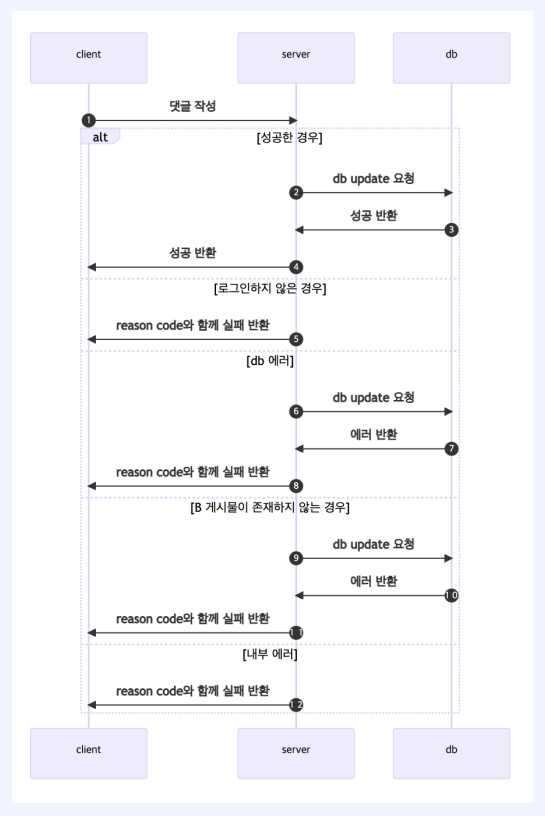 client server db
댓글 작성
1
alt [성공한 경우]
db update 요청
2
성공 반환
3
성공 반환
4
[로그인하지 않은 경우]
reason code와 함께 실패 반환
5
[db 에러]
db update 요청
6
에러 반환
7
reason code와 함께 실패 반환
8
[B 게시물이 존재하지 않는 경우]
db update 요청
9
에러 반환
10
reason code와 함께 실패 반환
11
[내부 에러]
reason code와 함께 실패 반환
12
client server db